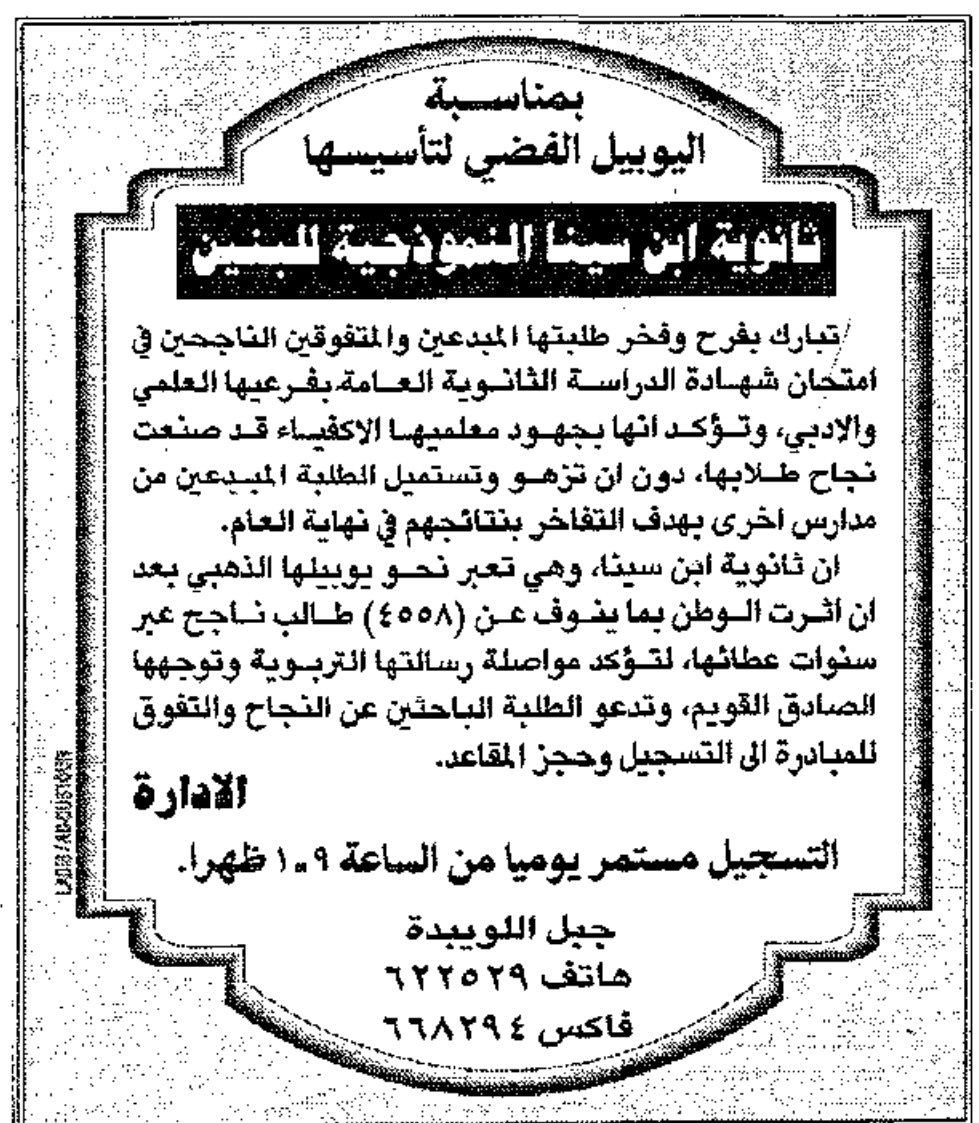 بمناسبة
اليوبيل الفضي لتأسيسها
ثانوية ابن سينا النموذجية للبنين
تبارك بفرح وفخر طلبتها المبدعين والمتفوقين الناجحين في
امتحان شهادة الدراسة الثانوية العامة بفرعيها العلمي
والادبي، وتؤكد انها بجهود معلميها الاكفياء قد صنعت
نجاح طلابها، دون ان تزهو وتستميل الطلبة المبدعين من
مدارس اخرى بهدف التفاخر بنتائجهم في نهاية العام.
ان ثانوية ابن سينا، وهي تعبر نحو يوبيلها الذهبي بعد
ان اثرت الوطن بما ينوف عن (٤٥٥٨) طالب ناجح عبر
سنوات عطائها، لتؤكد مواصلة رسالتها التربوية وتوجهها
الصادق القويم، وتدعو الطلبة الباحثين عن النجاح والتفوق
للمبادرة الى التسجيل وحجز المقاعد.
الادارة
التسجيل مستمر يوميا من الساعة ٩ـ١ ظهرا.
جبل اللويبدة
هاتف ٦٢٢٥٢٩
فاكس ٦٦٨٢٩٤